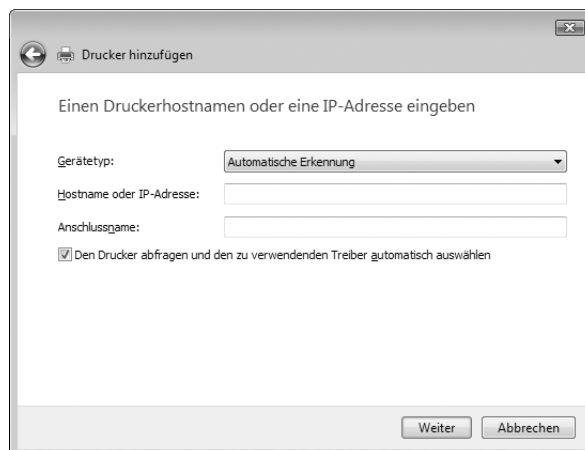 Drucker hinzufügen
Einen Druckerhostnamen oder eine IP-Adresse eingeben
Gerätetyp: Automatische Erkennung
Hostname oder IP-Adresse:
Anschlussname:
Den Drucker abfragen und den zu verwendenden Treiber automatisch auswählen
Weiter Abbrechen